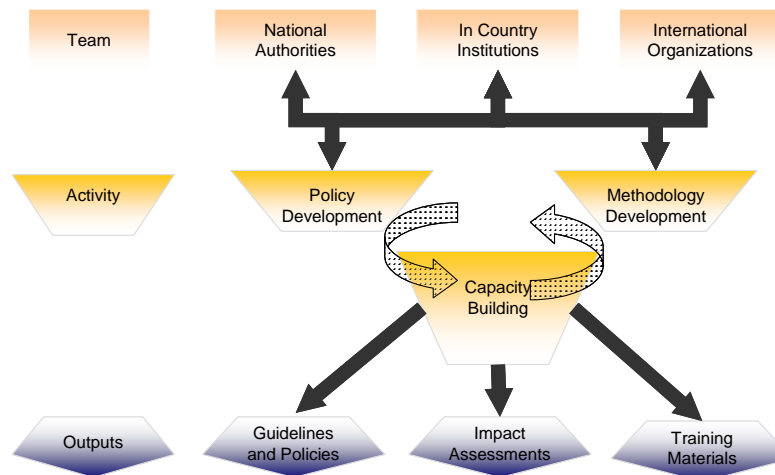 Team
National
Authorities
In Country
Institutions
International
Organizations
Activity
Policy
Development
Methodology
Development
Capacity
Building
Outputs
Guidelines
and Policies
Impact
Assessments
Training
Materials